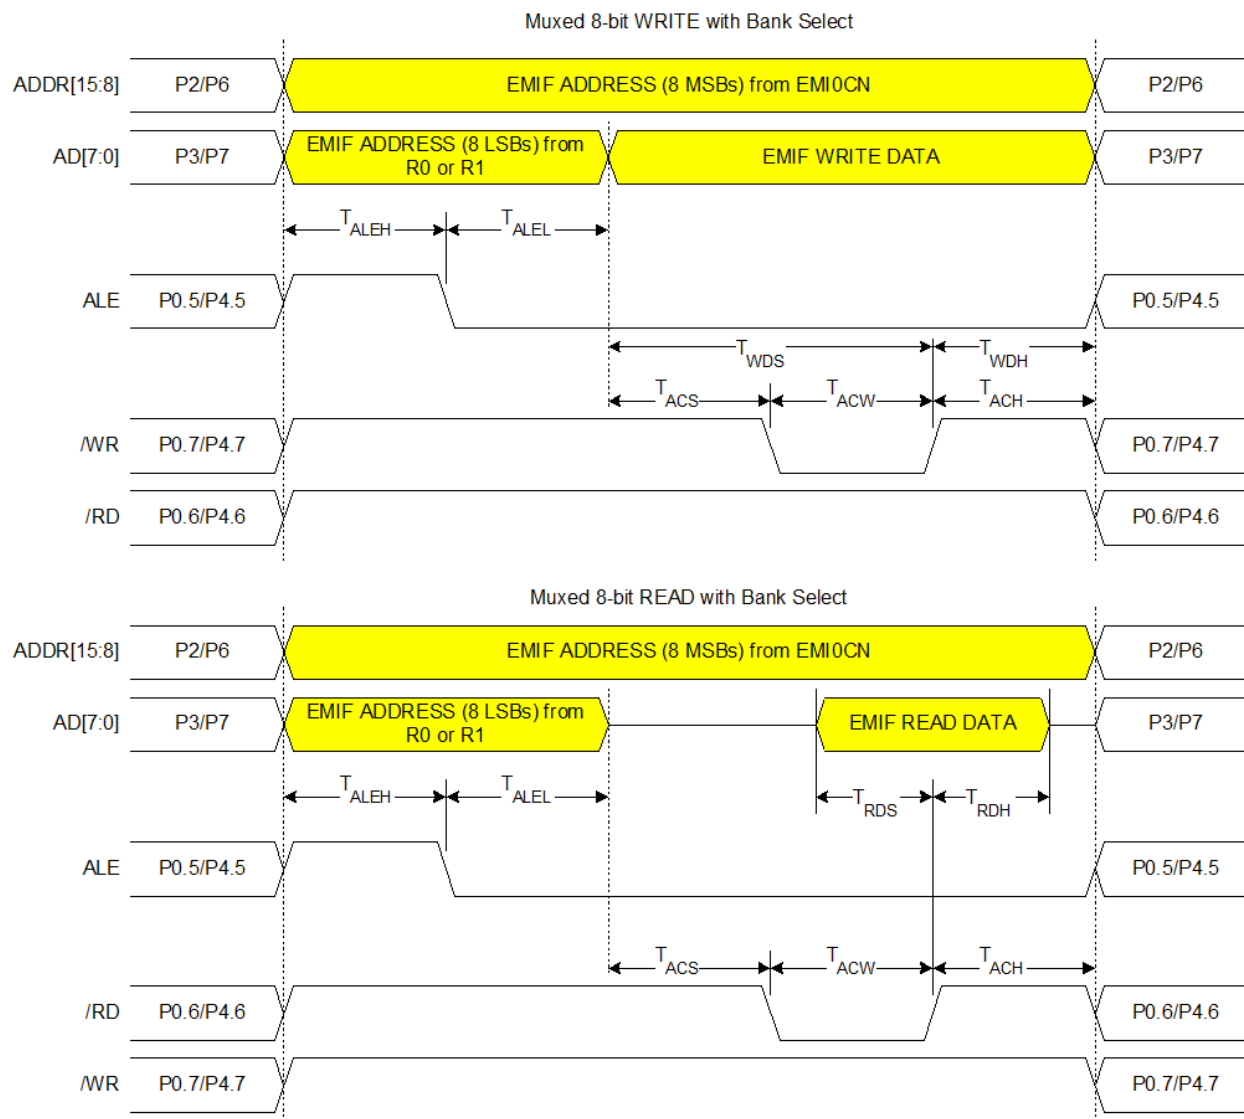 Muxed 8-bit WRITE with Bank Select
ADDR[15:8] P2/P6 EMIF ADDRESS (8 MSBs) from EMI0CN P2/P6
AD[7:0] P3/P7 EMIF ADDRESS (8 LSBs) from
R0 or R1 EMIF WRITE DATA P3/P7
TALEH TALEL
ALE P0.5/P4.5 P0.5/P4.5
TWDS TWDH
TACS TACW TACH
/WR P0.7/P4.7 P0.7/P4.7
/RD P0.6/P4.6 P0.6/P4.6
Muxed 8-bit READ with Bank Select
ADDR[15:8] P2/P6 EMIF ADDRESS (8 MSBs) from EMI0CN P2/P6
AD[7:0] P3/P7 EMIF ADDRESS (8 LSBs) from
R0 or R1 EMIF READ DATA P3/P7
TALEH TALEL TRDS TRDH
ALE P0.5/P4.5 P0.5/P4.5
TACS TACW TACH
/RD P0.6/P4.6 P0.6/P4.6
/WR P0.7/P4.7 P0.7/P4.7